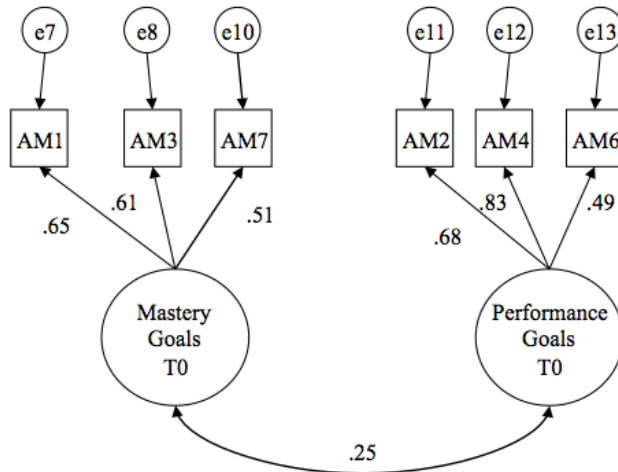 e7 e8 e10 e11 e12 e13
AM1 AM3 AM7 AM2 AM4 AM6
.65 .61 .51 .68 .83 .49
Mastery
Goals
T0
Performance
Goals
T0
.25